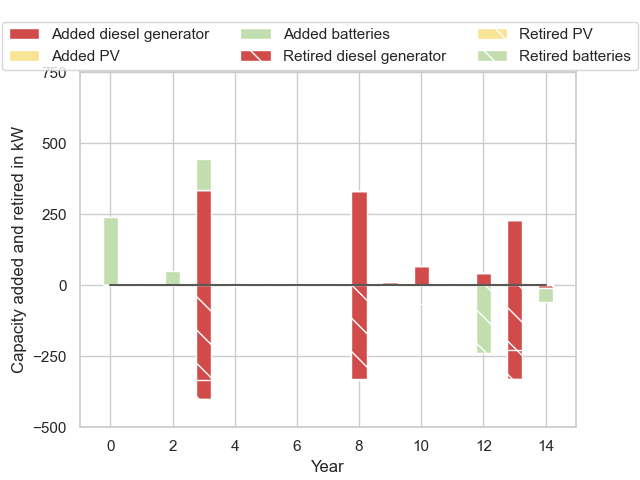 Added diesel generator
Added PV
Added batteries
Retired diesel generator
Retired PV
Retired batteries
750
500
250
0
−250
−500
Capacity added and retired in kW
0 2 4 6 8 10 12 14
Year